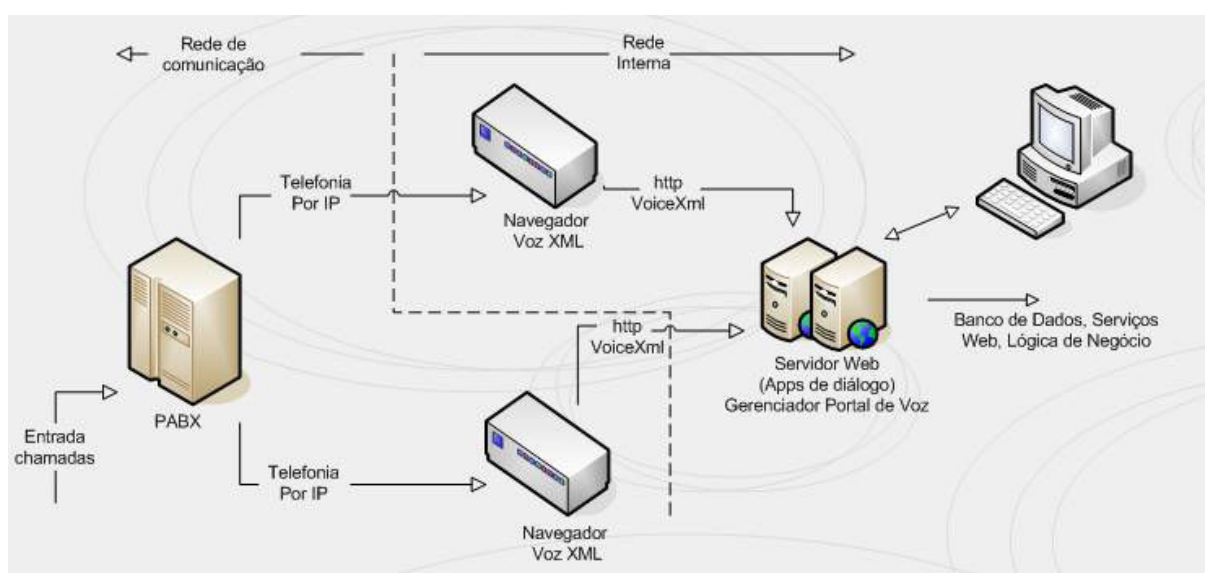 Rede de
comunicação
Rede
Interna
Telefonia
Por IP
Navegador
Voz XML
http
VoiceXml
PABX
Entrada
chamadas
http
VoiceXml
Servidor Web
(Apps de diálogo)
Gerenciador Portal de Voz
Banco de Dados, Serviços
Web, Lógica de Negócio
Telefonia
Por IP
Navegador
Voz XML